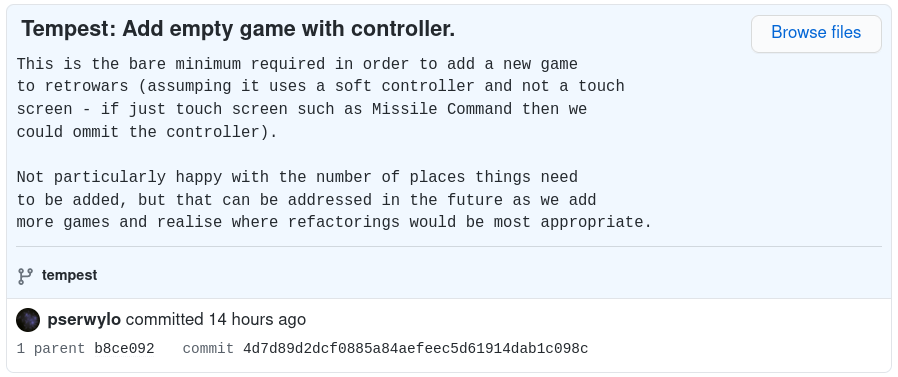 Tempest: Add empty game with controller.
Browse files
This is the bare minimum required in order to add a new game
to retrowars (assumping it uses a soft controller and not a touch
screen - if just touch screen such as Missile Command then we
could ommit the controller).
Not particularly happy with the number of places things need
to be added, but that can be addressed in the future as we add
more games and realise where refactorings would be most appropriate.
tempest
pserwylo committed 14 hours ago
1 parent b8ce092 commit 4d7d89d2dcf0885a84aefeec5d61914dab1c098c